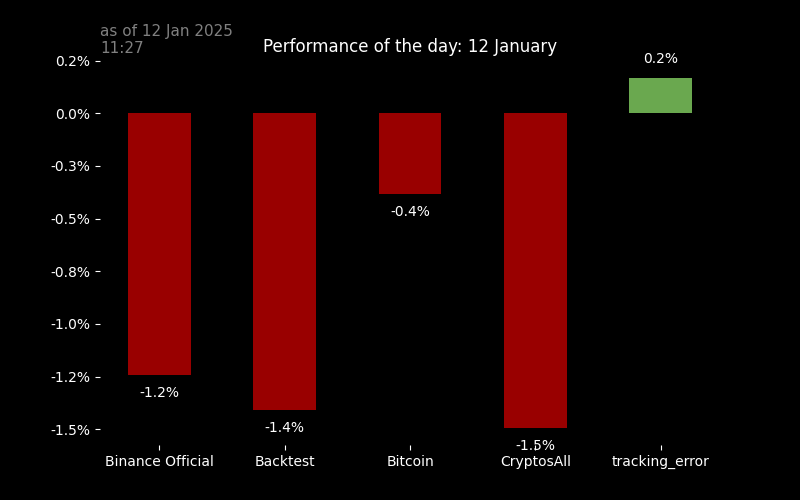 as of 12 Jan 2025
11:27
Performance of the day: 12 January
0.2%
0.2%
0.0%
-0.3%
-0.5%
-0.8%
-1.0%
-1.2%
-1.5%
-1.2%
-1.4%
-0.4%
-1.5%
Binance Official
Backtest
Bitcoin
CryptosAll
tracking_error